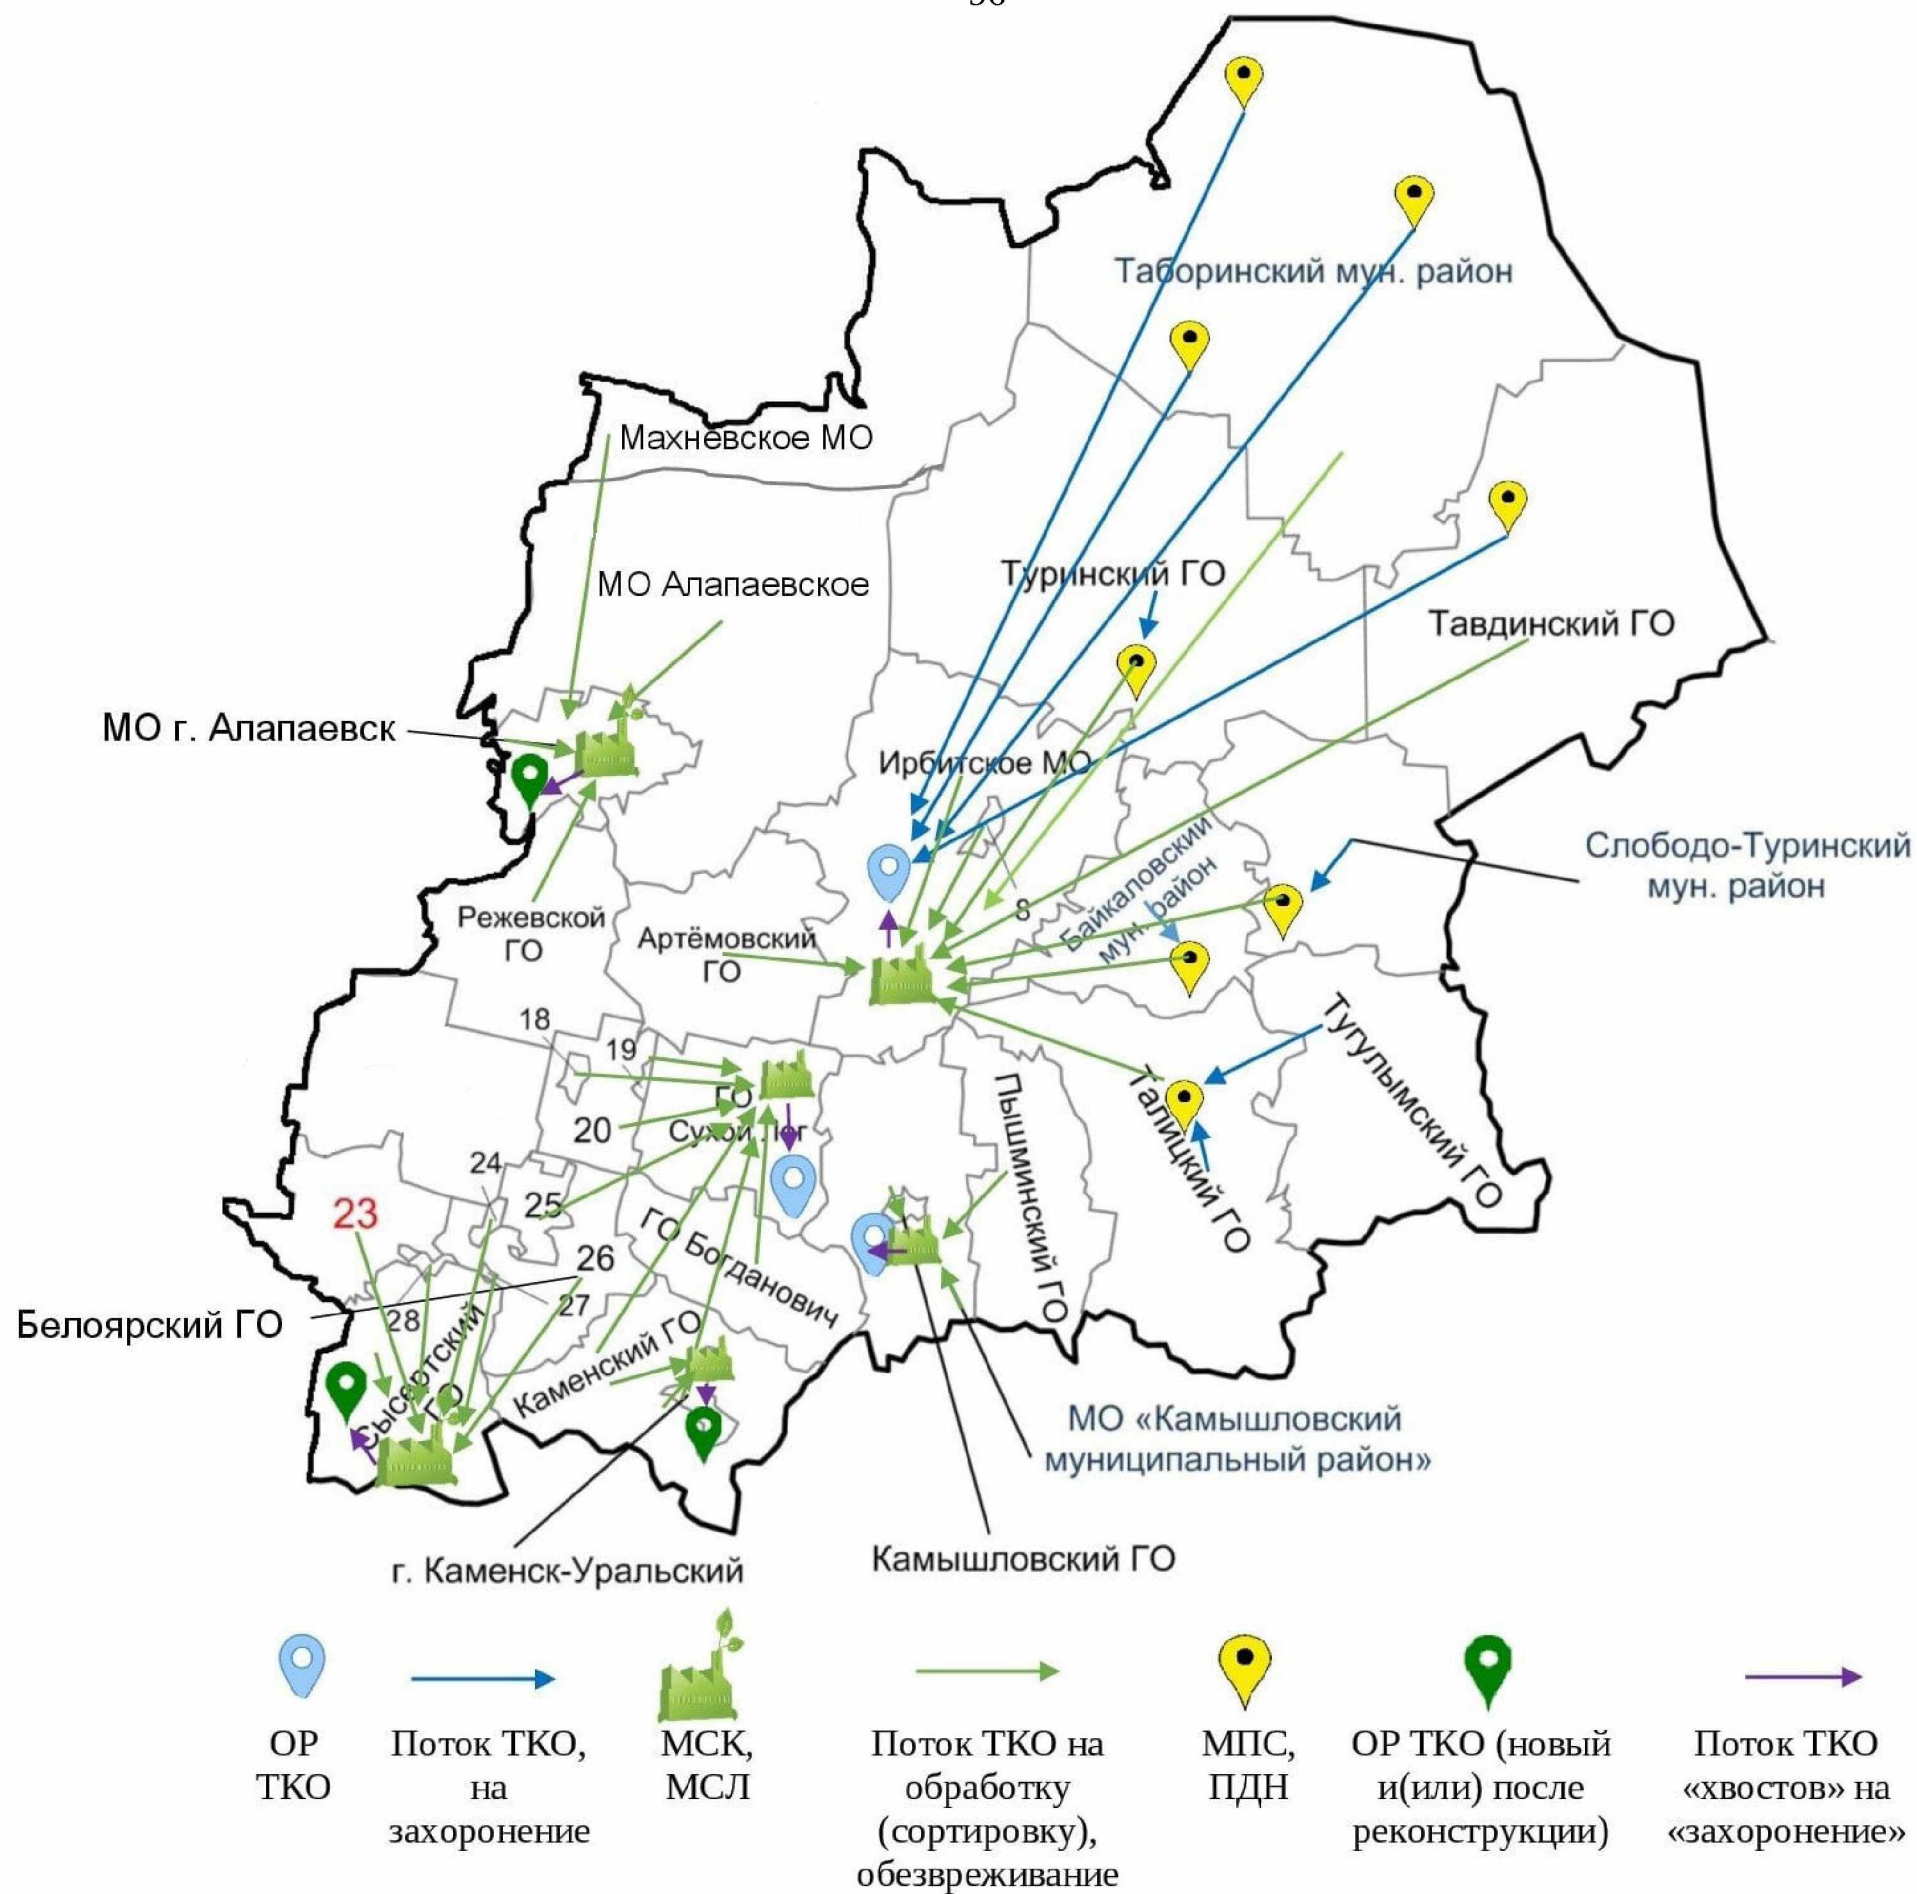 36
Таборинский мун. район
Махнёвское МО
Туринский ГО
МО Алапаевское
Тавдинский ГО
МО г. Алапаевск
Ирбитское МО
Слободо-Туринский
мун. район
Байкаловский
мун. район
8
Режевской
ГО
Артёмовский
ГО
18
19
ГО
Сухой Лог
20
Пышминский ГО
Талицкий ГО
Тугулымский ГО
24
25
23
ГО Богданович
26
27
28
Белоярский ГО
Сысертский
ГО
Каменский ГО
МО «Камышловский
муниципальный район»
Камышловский ГО
г. Каменск-Уральский
ОР
ТКО
Поток ТКО,
на
захоронение
МСК,
МСЛ
Поток ТКО на
обработку
(сортировку),
обезвреживание
МПС,
ПДН
ОР ТКО (новый
и(или) после
реконструкции)
Поток ТКО
«хвостов» на
«захоронение»